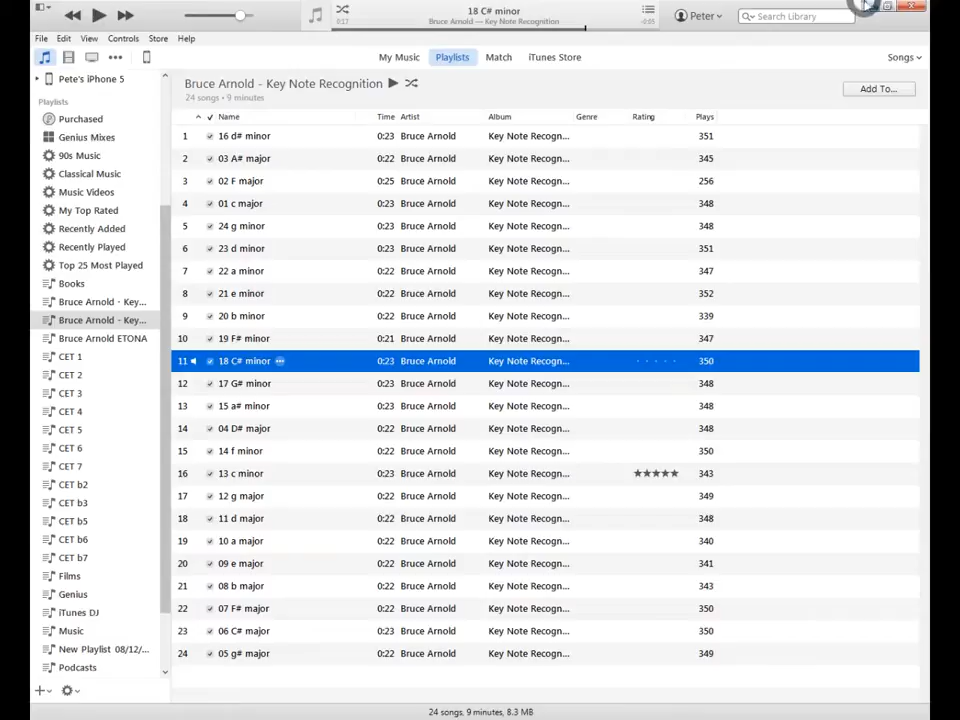 18 C# minor
Bruce Arnold — Key Note Recognition
0:17
-0:05
Peter
Search Library
File Edit View Controls Store Help
My Music Playlists Match iTunes Store Songs
Pete's iPhone 5
Playlists
Purchased
Genius Mixes
90s Music
Classical Music
Music Videos
My Top Rated
Recently Added
Recently Played
Top 25 Most Played
Books
Bruce Arnold - Key...
Bruce Arnold - Key...
Bruce Arnold ETONA
CET 1
CET 2
CET 3
CET 4
CET 5
CET 6
CET 7
CET b2
CET b3
CET b5
CET b6
CET b7
Films
Genius
iTunes DJ
Music
New Playlist 08/12/...
Podcasts
Bruce Arnold - Key Note Recognition
24 songs • 9 minutes
Add To...
Name Time Artist Album Genre Rating Plays
1 16 d# minor 0:23 Bruce Arnold Key Note Recogn... 351
2 03 A# major 0:22 Bruce Arnold Key Note Recogn... 345
3 02 F major 0:25 Bruce Arnold Key Note Recogn... 256
4 01 c major 0:22 Bruce Arnold Key Note Recogn... 348
5 24 g minor 0:23 Bruce Arnold Key Note Recogn... 348
6 23 d minor 0:23 Bruce Arnold Key Note Recogn... 351
7 22 a minor 0:23 Bruce Arnold Key Note Recogn... 347
8 21 e minor 0:22 Bruce Arnold Key Note Recogn... 352
9 20 b minor 0:22 Bruce Arnold Key Note Recogn... 339
10 19 F# minor 0:21 Bruce Arnold Key Note Recogn... 347
11 18 C# minor 0:23 Bruce Arnold Key Note Recogn... 350
12 17 G# minor 0:23 Bruce Arnold Key Note Recogn... 348
13 15 a# minor 0:22 Bruce Arnold Key Note Recogn... 348
14 04 D# major 0:22 Bruce Arnold Key Note Recogn... 348
15 14 f minor 0:22 Bruce Arnold Key Note Recogn... 350
16 13 c minor 0:23 Bruce Arnold Key Note Recogn... ★★★★★ 343
17 12 g major 0:22 Bruce Arnold Key Note Recogn... 349
18 11 d major 0:22 Bruce Arnold Key Note Recogn... 348
19 10 a major 0:22 Bruce Arnold Key Note Recogn... 340
20 09 e major 0:22 Bruce Arnold Key Note Recogn... 341
21 08 b major 0:22 Bruce Arnold Key Note Recogn... 343
22 07 F# major 0:22 Bruce Arnold Key Note Recogn... 350
23 06 C# major 0:23 Bruce Arnold Key Note Recogn... 350
24 05 g# major 0:22 Bruce Arnold Key Note Recogn... 349
24 songs, 9 minutes, 8.3 MB